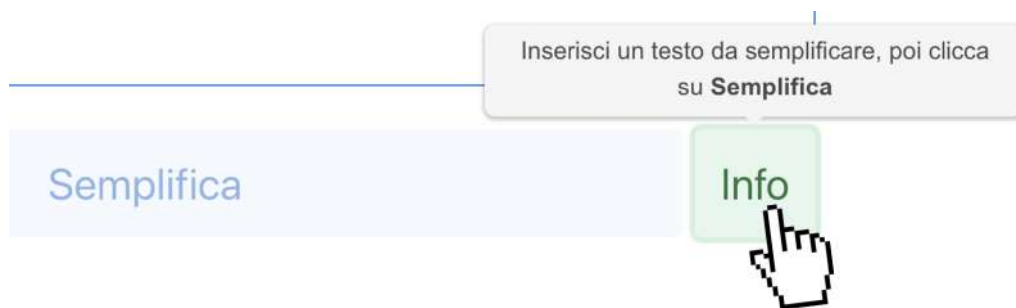 Inserisci un testo da semplificare, poi clicca
su Semplifica
Semplifica
Info